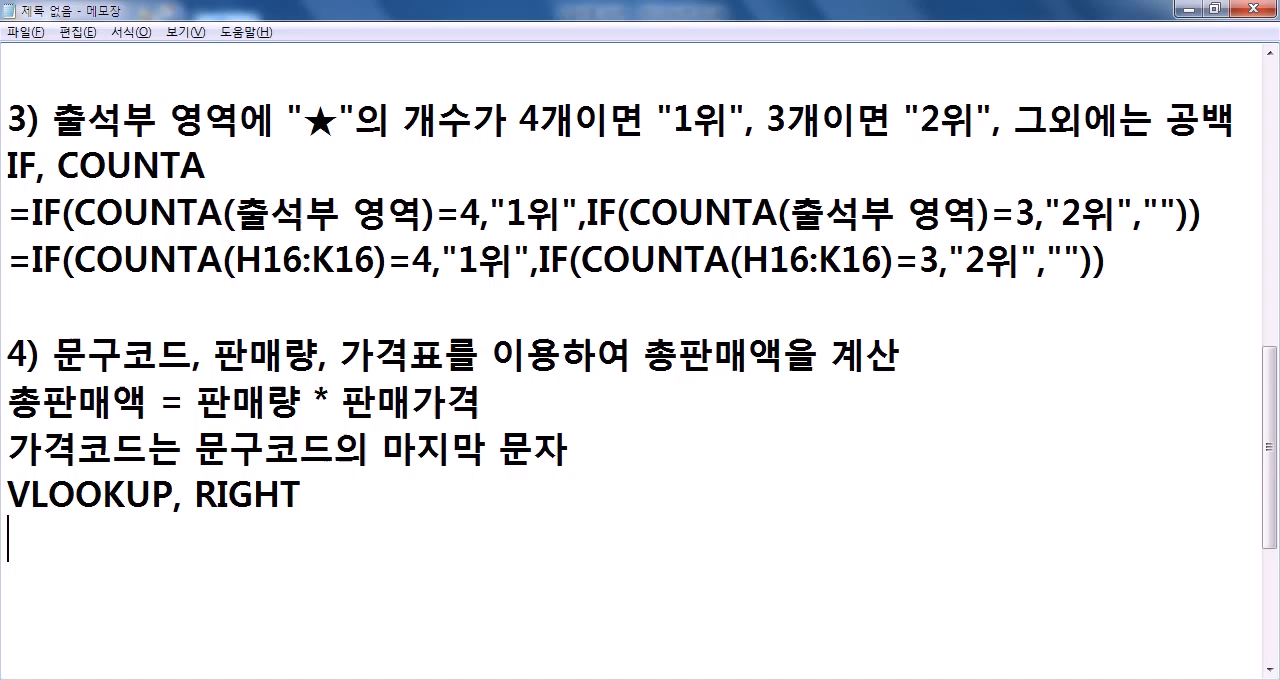 제목 없음 - 메모장
파일(F) 편집(E) 서식(O) 보기(V) 도움말(H)
3) 출석부 영역에 "★"의 개수가 4개이면 "1위", 3개이면 "2위", 그외에는 공백
IF, COUNTA
=IF(COUNTA(출석부 영역)=4,"1위",IF(COUNTA(출석부 영역)=3,"2위",""))
=IF(COUNTA(H16:K16)=4,"1위",IF(COUNTA(H16:K16)=3,"2위",""))
4) 문구코드, 판매량, 가격표를 이용하여 총판매액을 계산
총판매액 = 판매량 * 판매가격
가격코드는 문구코드의 마지막 문자
VLOOKUP, RIGHT